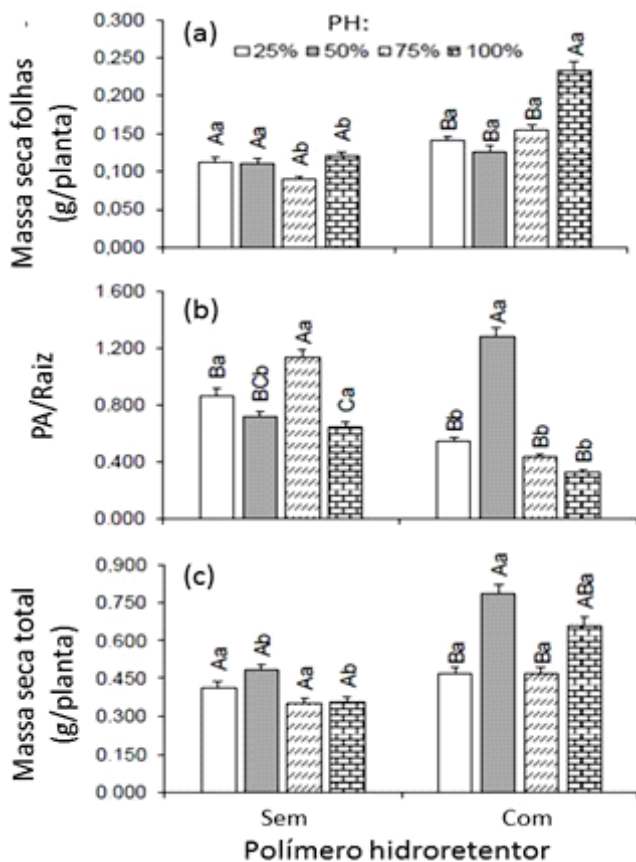 (a)
PH:
25% 50% 75% 100%
Massa seca folhas
(g/planta)
0.300
0.250
0.200
0.150
0.100
0.050
0,000
Aa Aa Ab Ab Ba Ba Ba Aa
(b)
PA/Raiz
1.600
1.200
0.800
0.400
0.000
Ba BCb Aa Ca Bb Aa Bb Bb
(c)
Massa seca total
(g/planta)
0.900
0.750
0.600
0.450
0.300
0.150
0.000
Aa Ab Aa Ab Ba Aa Ba ABa
Sem Com
Polímero hidroretentor